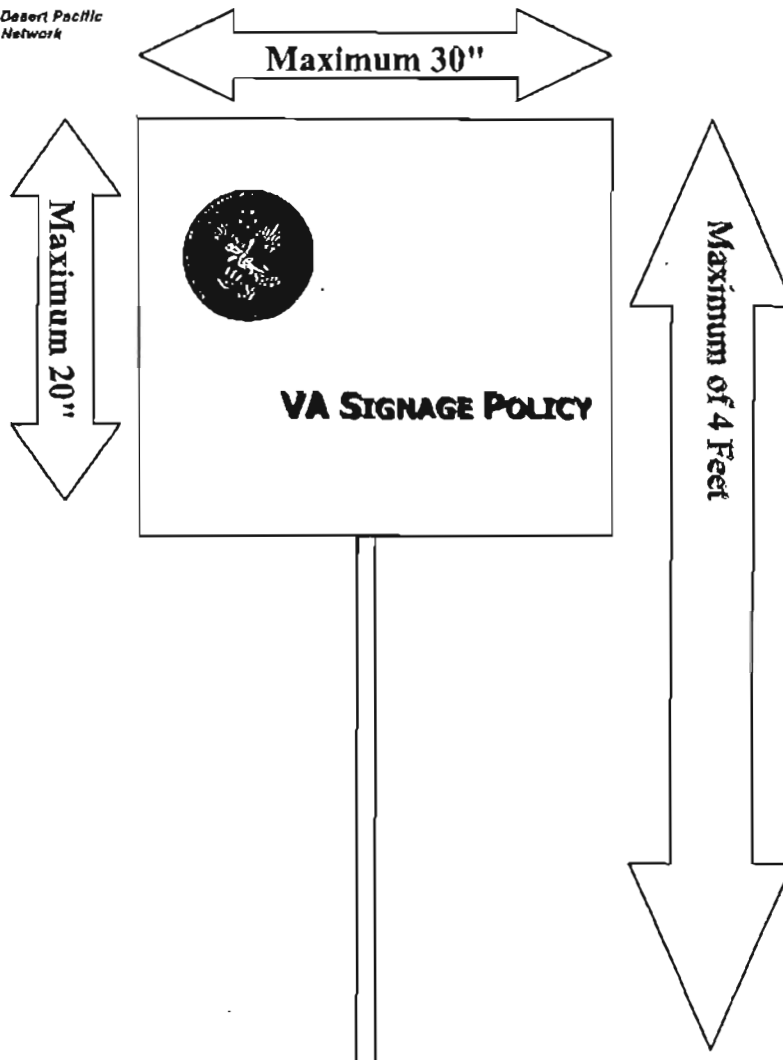 Desert Pacific
Network
Maximum 30"
Maximum 20"
VA SIGNAGE POLICY
Maximum of 4 Feet